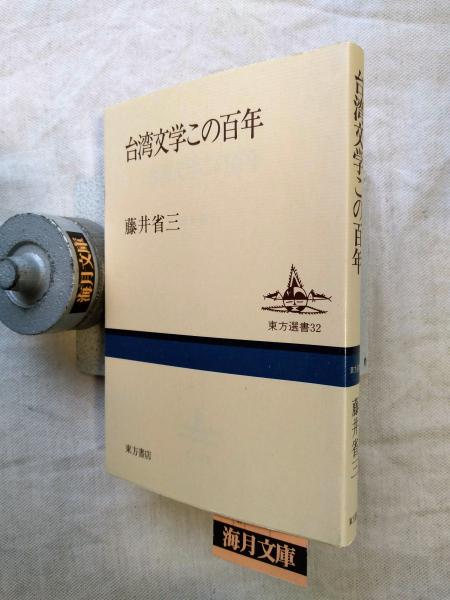 台湾文学この百年
藤井省三
東方選書32
東方書店
台湾文学この百年
藤井省三
海月文庫
海月文庫